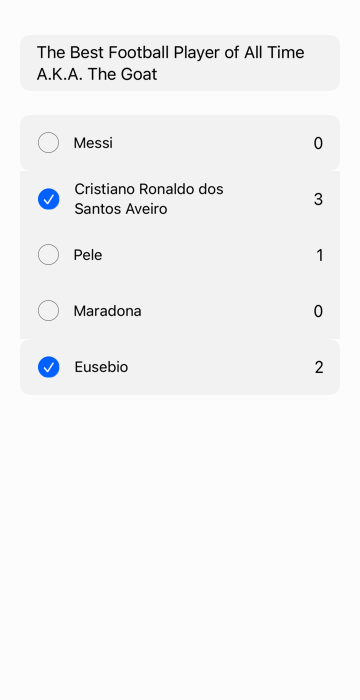 The Best Football Player of All Time
A.K.A. The Goat
Messi 0
Cristiano Ronaldo dos
Santos Aveiro 3
Pele 1
Maradona 0
Eusebio 2